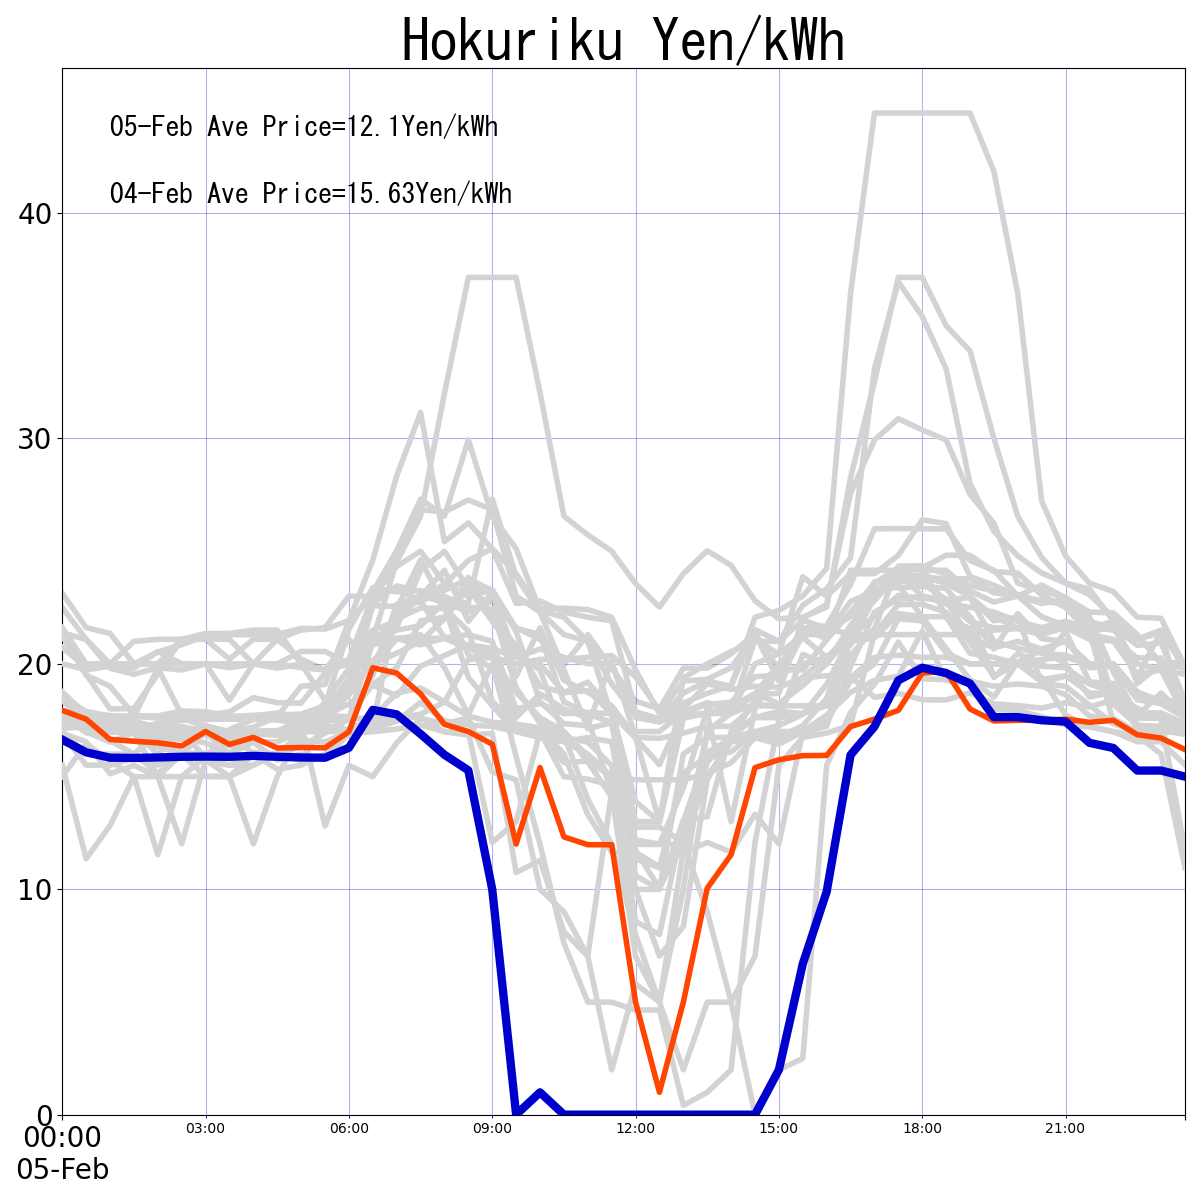 Hokuriku Yen/kWh
05-Feb Ave Price=12.1Yen/kWh
04-Feb Ave Price=15.63Yen/kWh
40
30
20
10
0
00:00 03:00 06:00 09:00 12:00 15:00 18:00 21:00
05-Feb